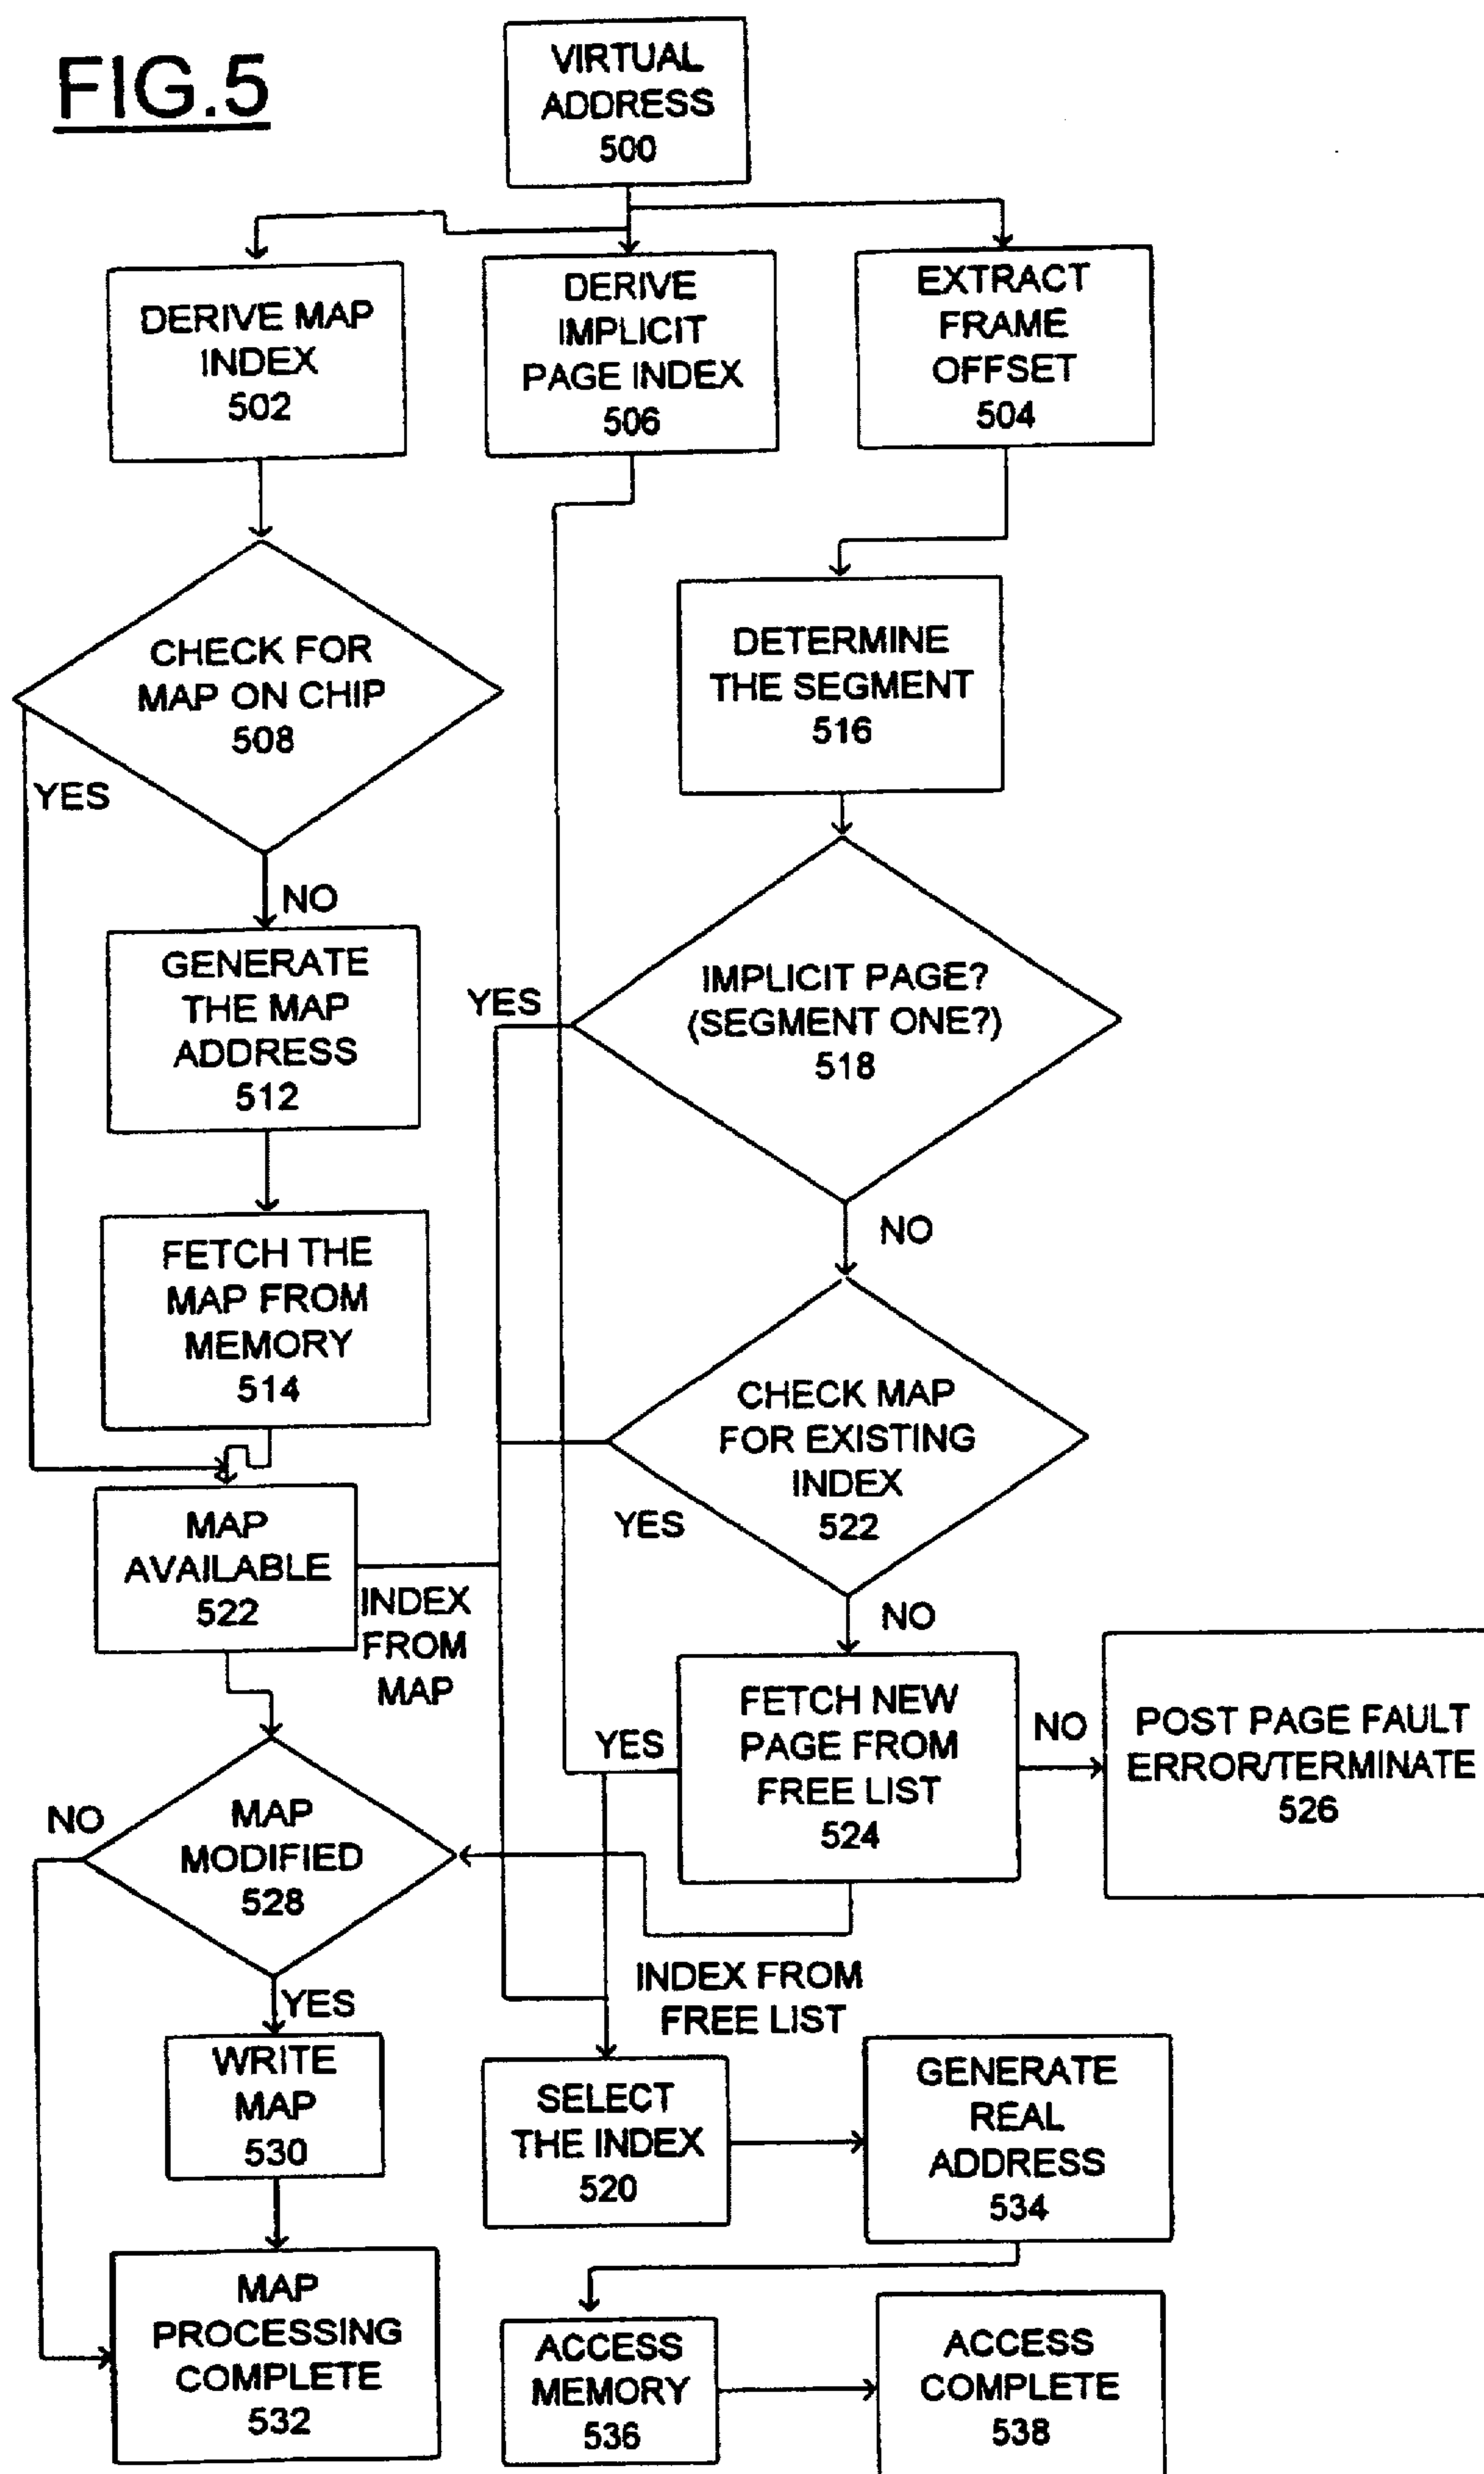 FIG.5
VIRTUAL
ADDRESS
500
DERIVE MAP
INDEX
502
DERIVE
IMPLICIT
PAGE INDEX
506
EXTRACT
FRAME
OFFSET
504
CHECK FOR
MAP ON CHIP
508
YES
NO
DETERMINE
THE SEGMENT
516
GENERATE
THE MAP
ADDRESS
512
YES
IMPLICIT PAGE?
(SEGMENT ONE?)
518
NO
FETCH THE
MAP FROM
MEMORY
514
CHECK MAP
FOR EXISTING
INDEX
522
YES
NO
MAP
AVAILABLE
522
INDEX
FROM
MAP
FETCH NEW
PAGE FROM
FREE LIST
524
YES
NO
POST PAGE FAULT
ERROR/TERMINATE
526
NO
MAP
MODIFIED
528
YES
INDEX FROM
FREE LIST
WRITE
MAP
530
SELECT
THE INDEX
520
GENERATE
REAL
ADDRESS
534
MAP
PROCESSING
COMPLETE
532
ACCESS
MEMORY
536
ACCESS
COMPLETE
538